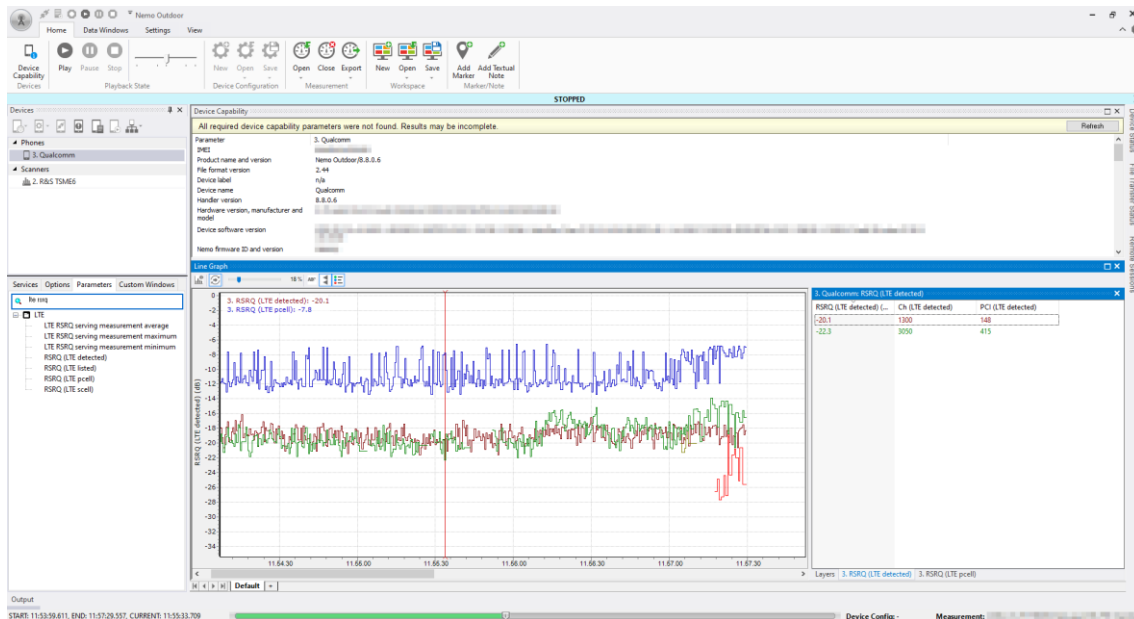 Nemo Outdoor
Home Data Windows Settings View
Device Capability
Play Pause Stop
New Open Save
Open Close Export
New Open Save
Add Marker
Add Textual Note
Devices Playback State Device Configuration Measurement Workspace Marker/Note
STOPPED
Devices
Phones
3. Qualcomm
Scanners
2. R&S TSME6
Device Capability
All required device capability parameters were not found. Results may be incomplete.
Refresh
Parameter 3. Qualcomm
IMEI
Product name and version Nemo Outdoor/8.8.0.6
File format version 2.44
Device label n/a
Device name Qualcomm
Handler version 8.8.0.6
Hardware version, manufacturer and
model
Device software version
Nemo firmware ID and version
Device status
File Transfer status
Remote Sessions
Services Options Parameters Custom Windows
lte rsrq
LTE
LTE RSRQ serving measurement average
LTE RSRQ serving measurement maximum
LTE RSRQ serving measurement minimum
RSRQ (LTE detected)
RSRQ (LTE listed)
RSRQ (LTE pcell)
RSRQ (LTE scell)
Line Graph
18%
3. RSRQ (LTE detected): -20.1
3. RSRQ (LTE pcell): -7.8
RSRQ (LTE detected) (dB)
0
-2
-4
-6
-8
-10
-12
-14
-16
-18
-20
-22
-24
-26
-28
-30
-32
-34
11.54.30 11.55.00 11.55.30 11.56.00 11.56.30 11.57.00 11.57.30
Default
3. Qualcomm: RSRQ (LTE detected)
RSRQ (LTE detected) (... Ch (LTE detected) PCI (LTE detected)
-20.1 1300 148
-22.3 3050 415
Layers 3. RSRQ (LTE detected) 3. RSRQ (LTE pcell)
Output
START: 11:53:59.611, END: 11:57:29.557, CURRENT: 11:55:33.709
Device Config: - Measurement: